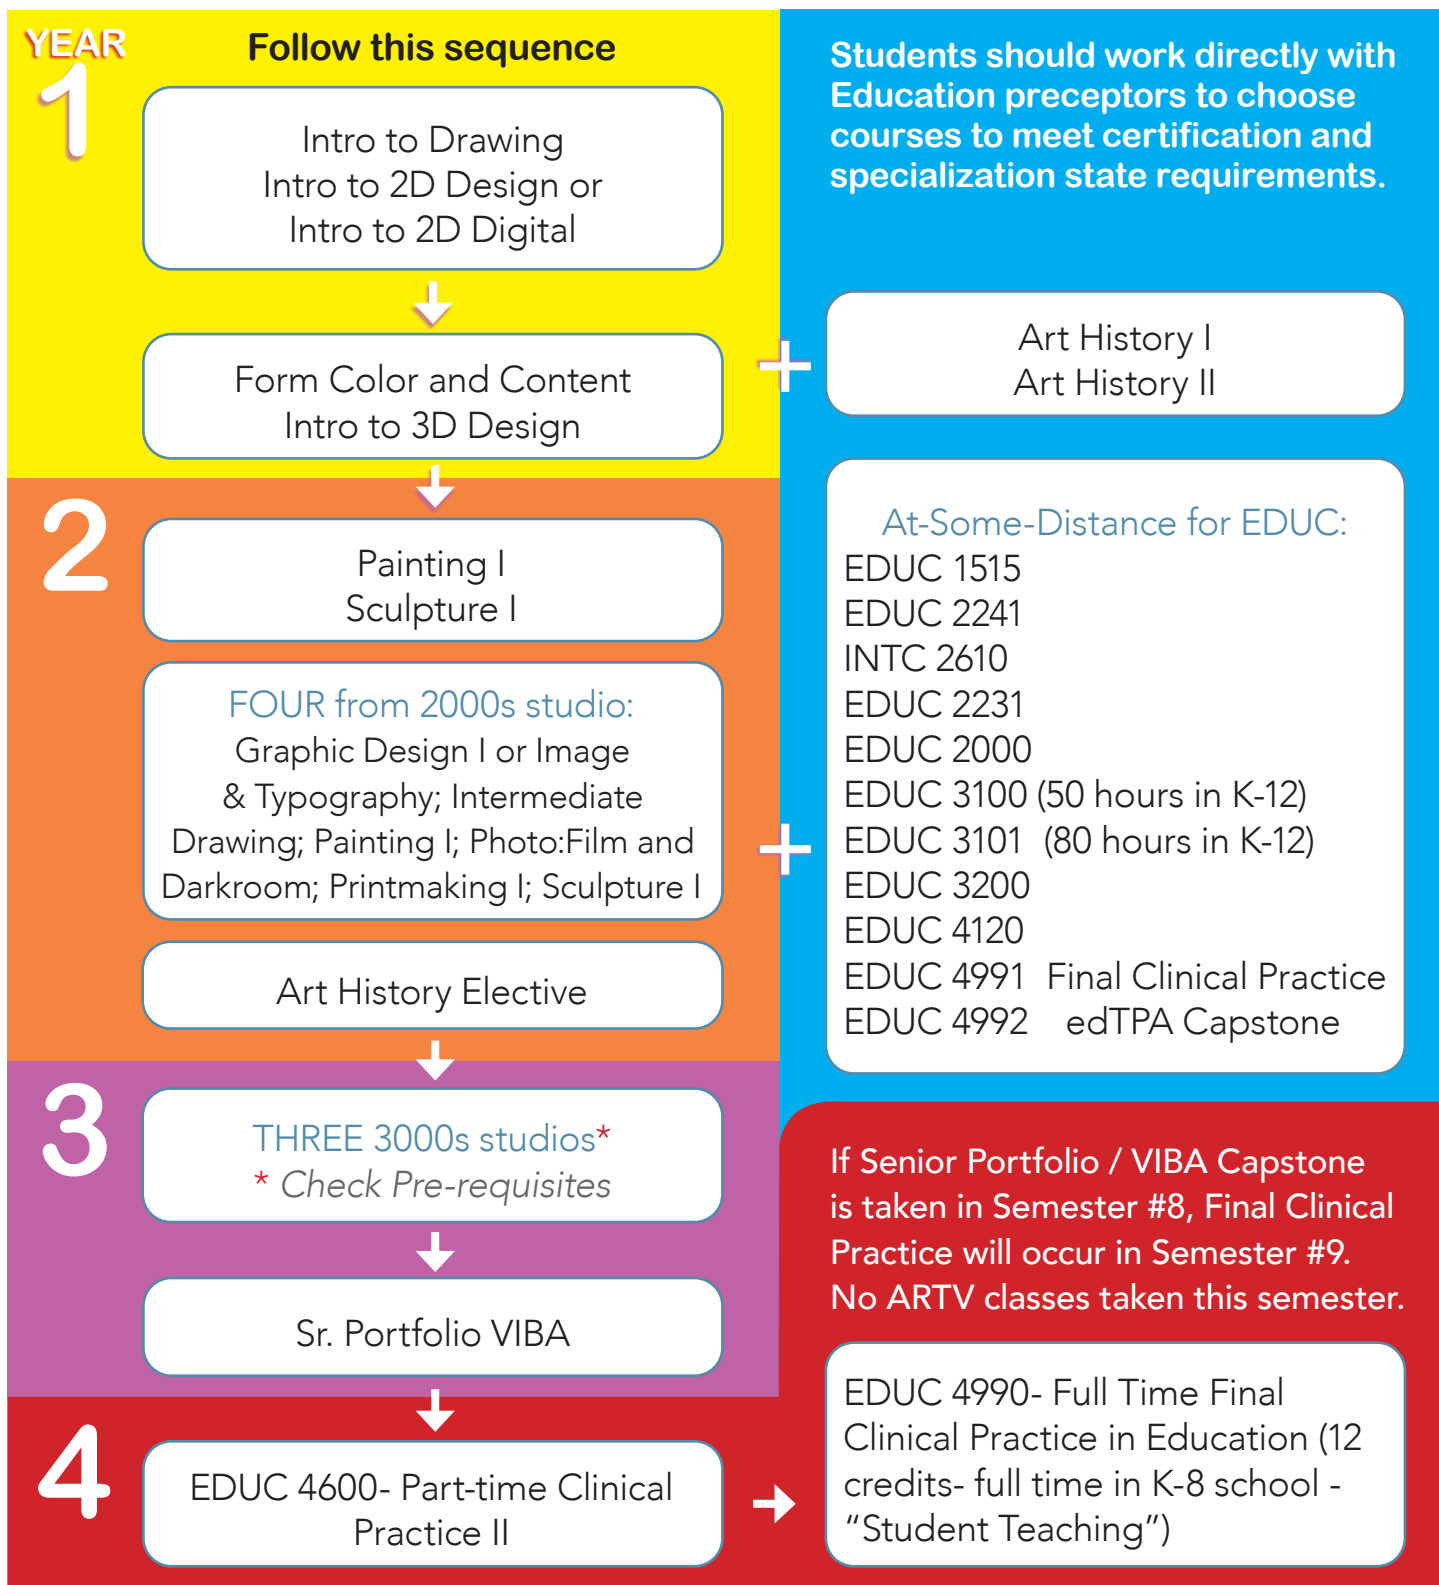 YEAR
1
Follow this sequence
Intro to Drawing
Intro to 2D Design or
Intro to 2D Digital
Form Color and Content
Intro to 3D Design
Students should work directly with
Education preceptors to choose
courses to meet certification and
specialization state requirements.
+
Art History I
Art History II
2
Painting I
Sculpture I
FOUR from 2000s studio:
Graphic Design I or Image
& Typography; Intermediate
Drawing; Painting I; Photo:Film and
Darkroom; Printmaking I; Sculpture I
Art History Elective
+
At-Some-Distance for EDUC:
EDUC 1515
EDUC 2241
INTC 2610
EDUC 2231
EDUC 2000
EDUC 3100 (50 hours in K-12)
EDUC 3101 (80 hours in K-12)
EDUC 3200
EDUC 4120
EDUC 4991 Final Clinical Practice
EDUC 4992 edTPA Capstone
3
THREE 3000s studios*
* Check Pre-requisites
Sr. Portfolio VIBA
If Senior Portfolio / VIBA Capstone
is taken in Semester #8, Final Clinical
Practice will occur in Semester #9.
No ARTV classes taken this semester.
4
EDUC 4600- Part-time Clinical
Practice II
EDUC 4990- Full Time Final
Clinical Practice in Education (12
credits- full time in K-8 school -
“Student Teaching”)